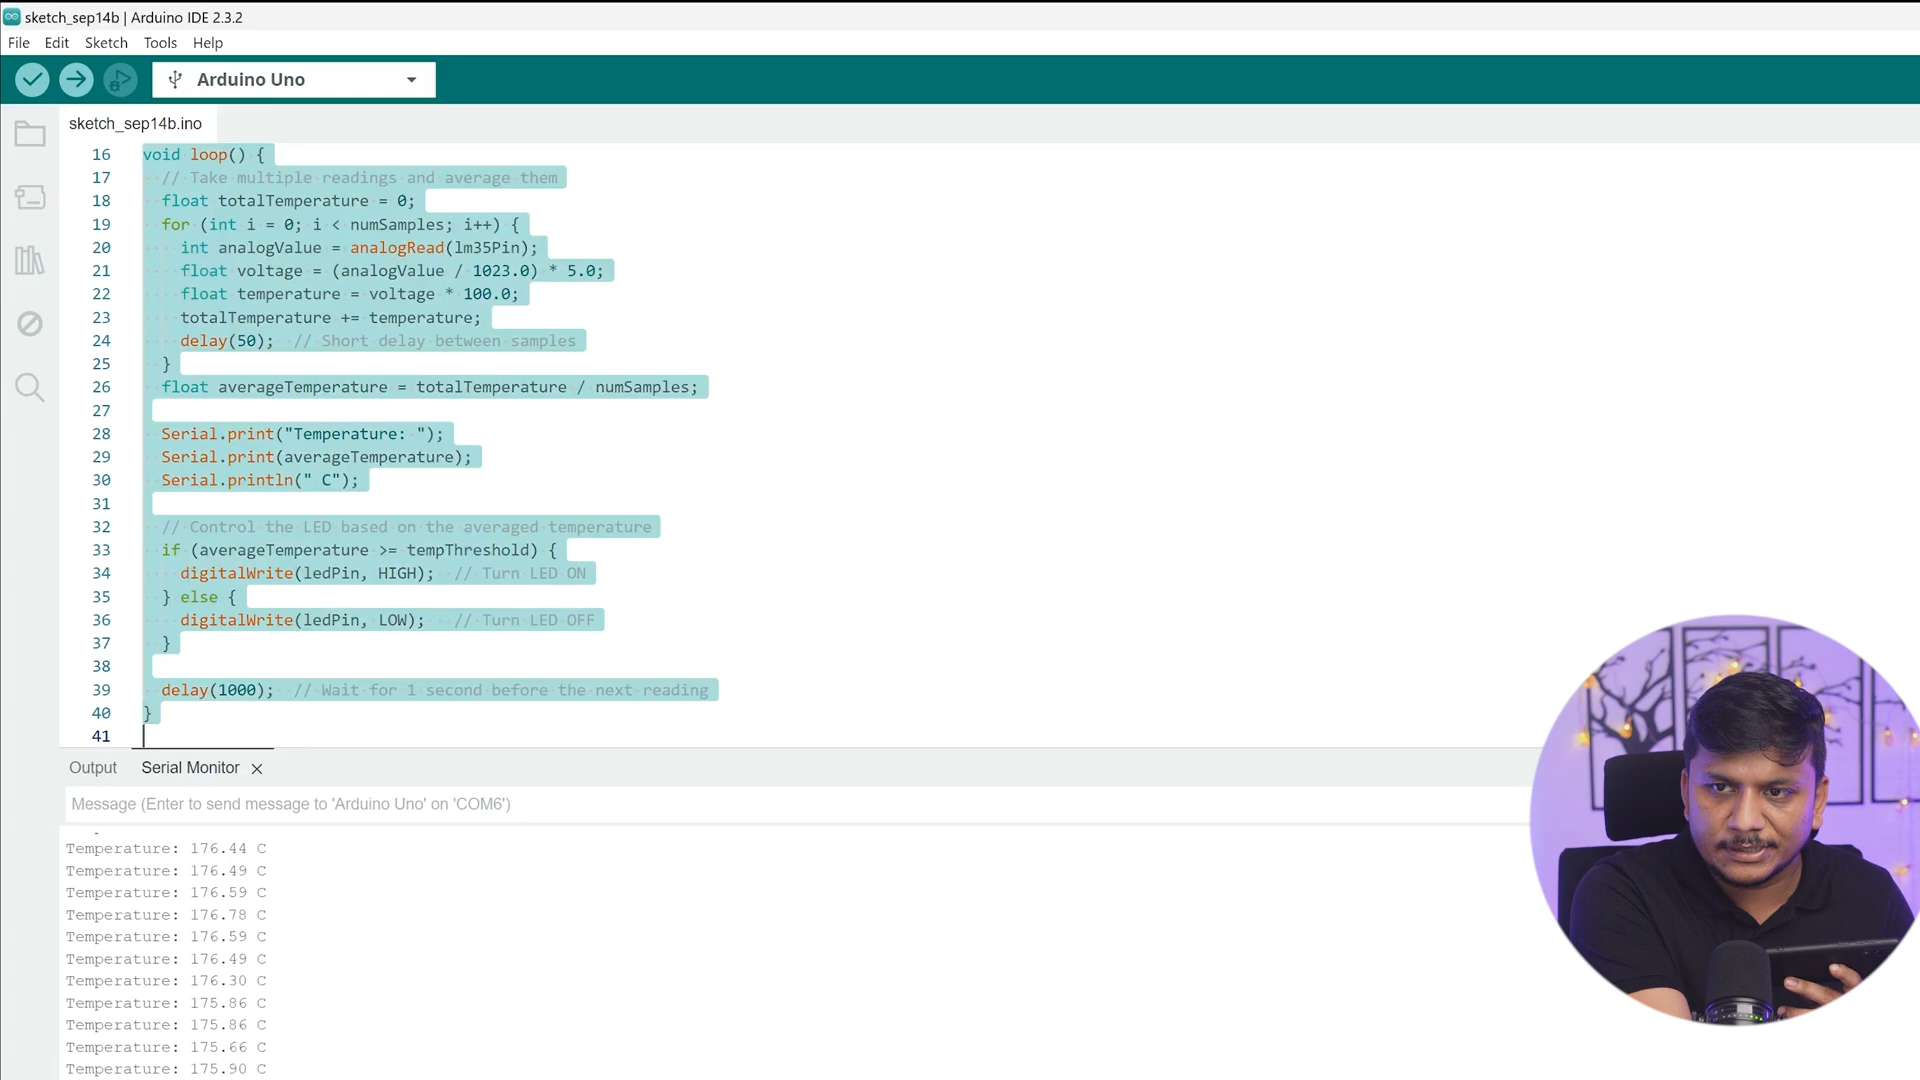 sketch_sep14b | Arduino IDE 2.3.2
File Edit Sketch Tools Help
Arduino Uno
sketch_sep14b.ino
16 void loop() {
17 // Take multiple readings and average them
18 float totalTemperature = 0;
19 for (int i = 0; i < numSamples; i++) {
20 int analogValue = analogRead(lm35Pin);
21 float voltage = (analogValue / 1023.0) * 5.0;
22 float temperature = voltage * 100.0;
23 totalTemperature += temperature;
24 delay(50); // Short delay between samples
25 }
26 float averageTemperature = totalTemperature / numSamples;
27
28 Serial.print("Temperature: ");
29 Serial.print(averageTemperature);
30 Serial.println(" C");
31
32 // Control the LED based on the averaged temperature
33 if (averageTemperature >= tempThreshold) {
34 digitalWrite(ledPin, HIGH); // Turn LED ON
35 } else {
36 digitalWrite(ledPin, LOW); // Turn LED OFF
37 }
38
39 delay(1000); // Wait for 1 second before the next reading
40 }
41
Output Serial Monitor
Message (Enter to send message to 'Arduino Uno' on 'COM6')
Temperature: 176.44 C
Temperature: 176.49 C
Temperature: 176.59 C
Temperature: 176.78 C
Temperature: 176.59 C
Temperature: 176.49 C
Temperature: 176.30 C
Temperature: 175.86 C
Temperature: 175.86 C
Temperature: 175.66 C
Temperature: 175.90 C